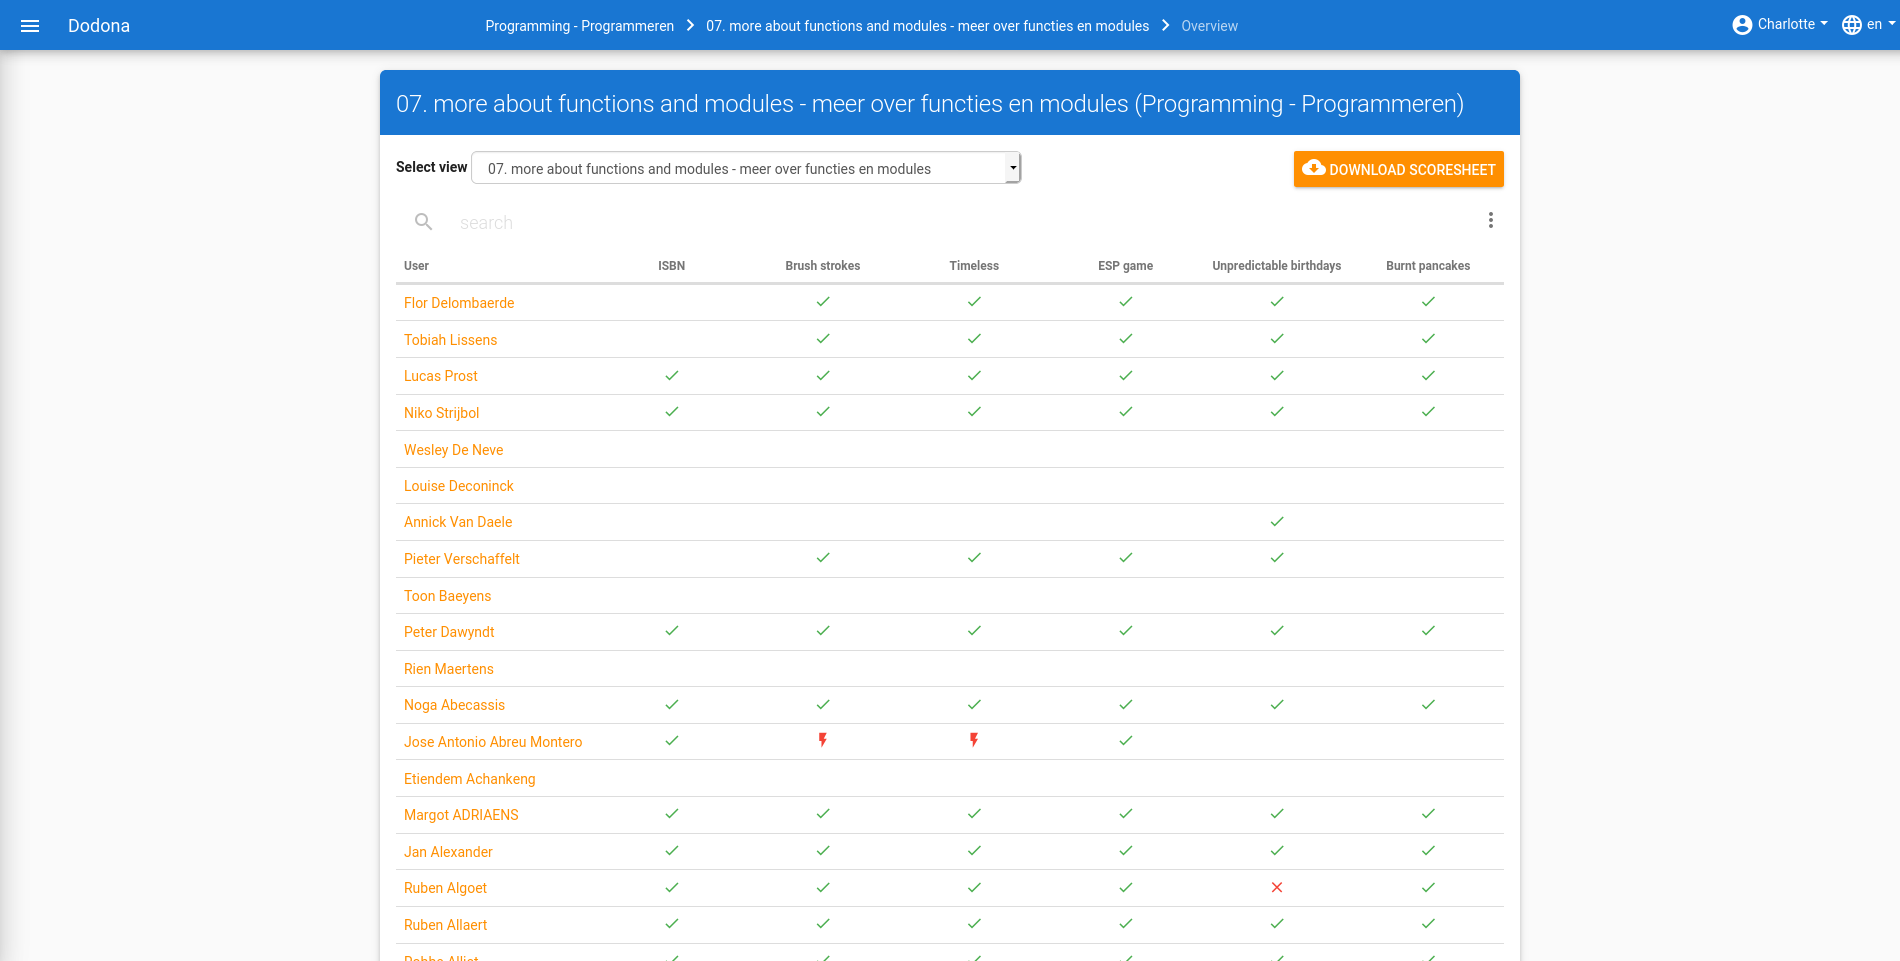 Dodona
Programming - Programmeren 07. more about functions and modules - meer over functies en modules Overview
Charlotte en
07. more about functions and modules - meer over functies en modules (Programming - Programmeren)
Select view 07. more about functions and modules - meer over functies en modules
DOWNLOAD SCORESHEET
search
User ISBN Brush strokes Timeless ESP game Unpredictable birthdays Burnt pancakes
Flor Delombaerde
Tobiah Lissens
Lucas Prost
Niko Strijbol
Wesley De Neve
Louise Deconinck
Annick Van Daele
Pieter Verschaffelt
Toon Baeyens
Peter Dawyndt
Rien Maertens
Noga Abecassis
Jose Antonio Abreu Montero
Etiendem Achankeng
Margot ADRIAENS
Jan Alexander
Ruben Algoet
Ruben Allaert